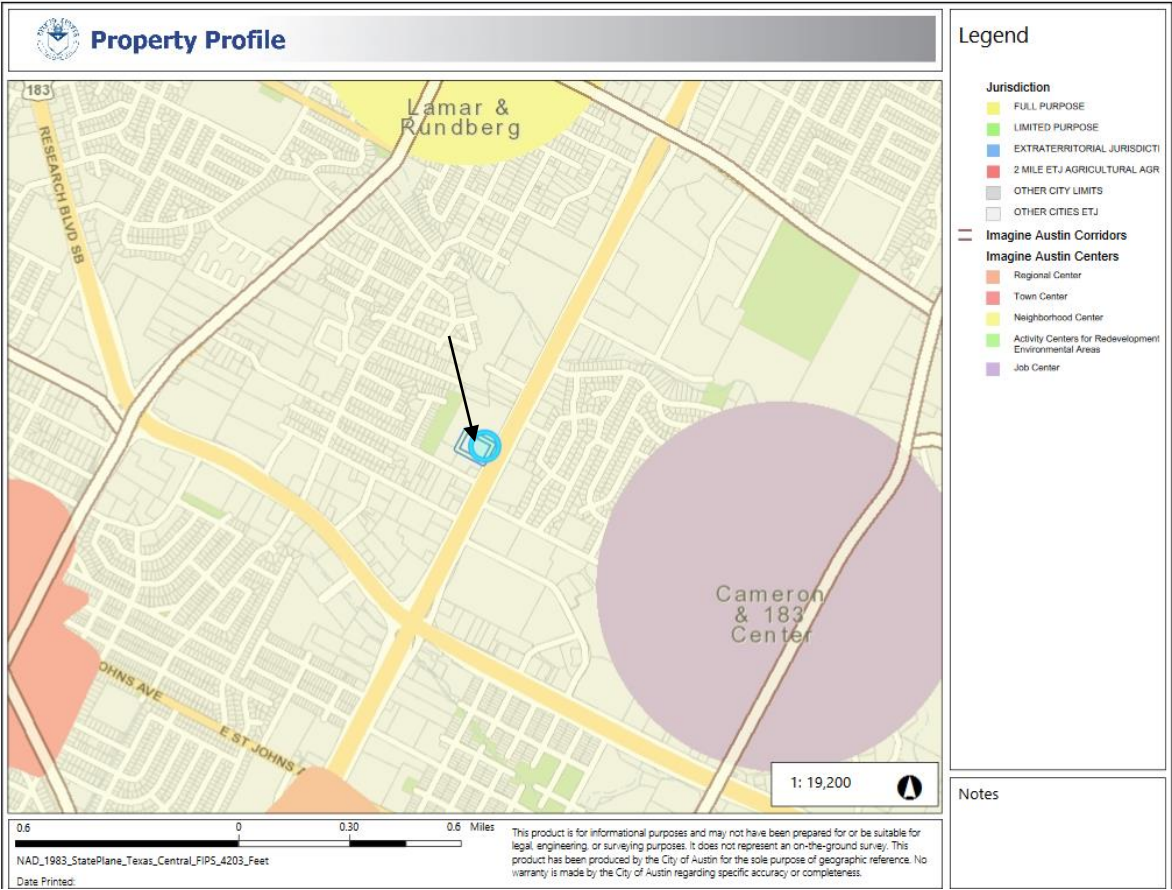 Property Profile
183
RESEARCH BLVD SB
Lamar &
Rundberg
Cameron
& 183
Center
JOHNS AVE
E ST JOHNS A
1: 19,200
Legend
Jurisdiction
FULL PURPOSE
LIMITED PURPOSE
EXTRATERRITORIAL JURISDICTI
2 MILE ETJ AGRICULTURAL AGR
OTHER CITY LIMITS
OTHER CITIES ETJ
Imagine Austin Corridors
Imagine Austin Centers
Regional Center
Town Center
Neighborhood Center
Activity Centers for Redevelopment
Environmental Areas
Job Center
Notes
0.6 0 0.30 0.6 Miles
NAD_1983_StatePlane_Texas_Central_FIPS_4203_Feet
Date Printed:
This product is for informational purposes and may not have been prepared for or be suitable for
legal, engineering, or surveying purposes. It does not represent an on-the-ground survey. This
product has been produced by the City of Austin for the sole purpose of geographic reference. No
warranty is made by the City of Austin regarding specific accuracy or completeness.